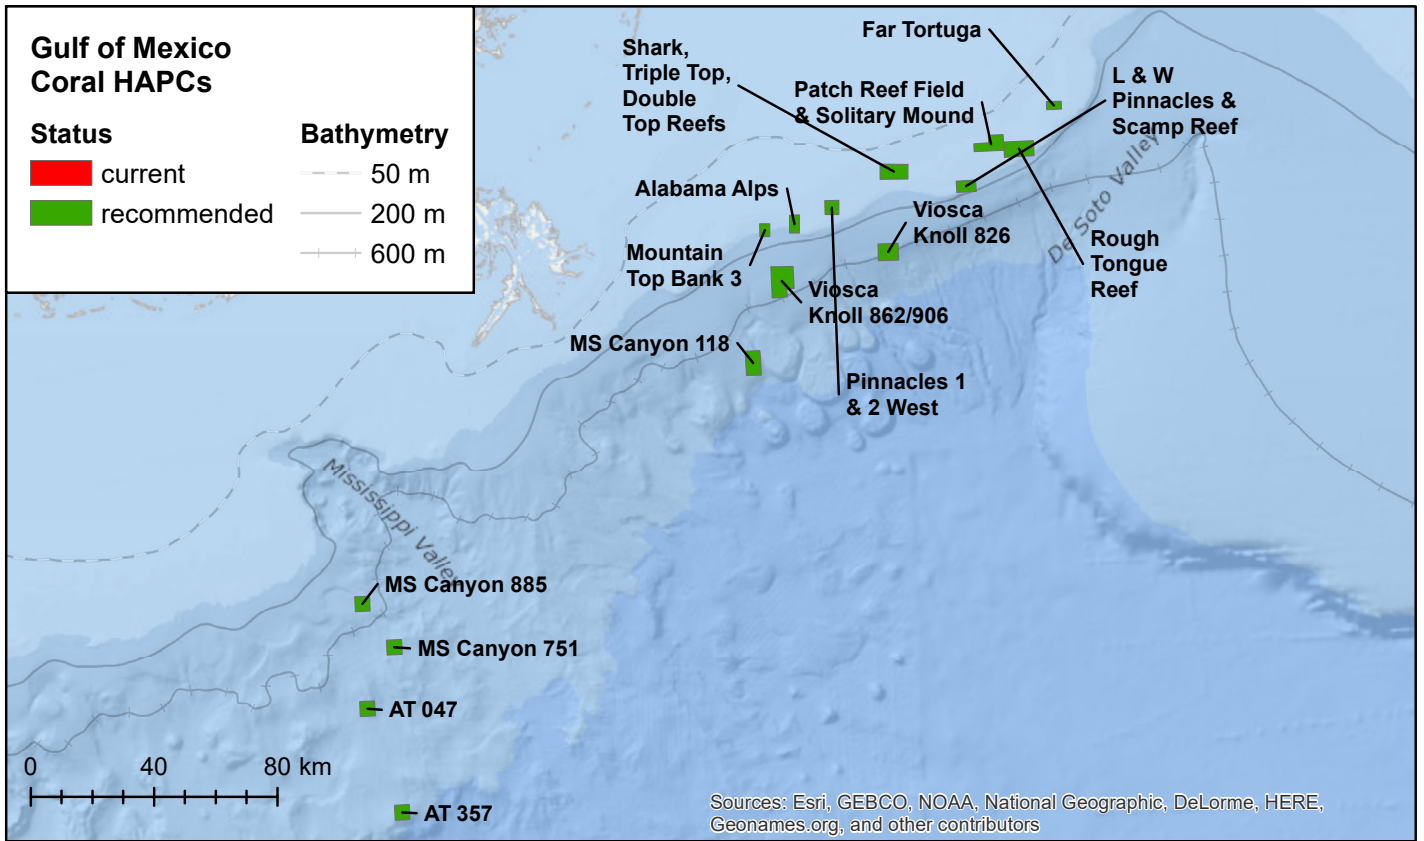 Gulf of Mexico
Coral HAPCs
Status
current
recommended
Bathymetry
50 m
200 m
600 m
Far Tortuga
Shark,
Triple Top,
Double
Top Reefs
Patch Reef Field
& Solitary Mound
L & W
Pinnacles &
Scamp Reef
De Soto Valley
Alabama Alps
Mountain
Top Bank 3
Viosca
Knoll 826
Rough
Tongue
Reef
Viosca
Knoll 862/906
MS Canyon 118
Pinnacles 1
& 2 West
Mississippi Valley
MS Canyon 885
MS Canyon 751
AT 047
AT 357
0 40 80 km
Sources: Esri, GEBCO, NOAA, National Geographic, DeLorme, HERE,
Geonames.org, and other contributors